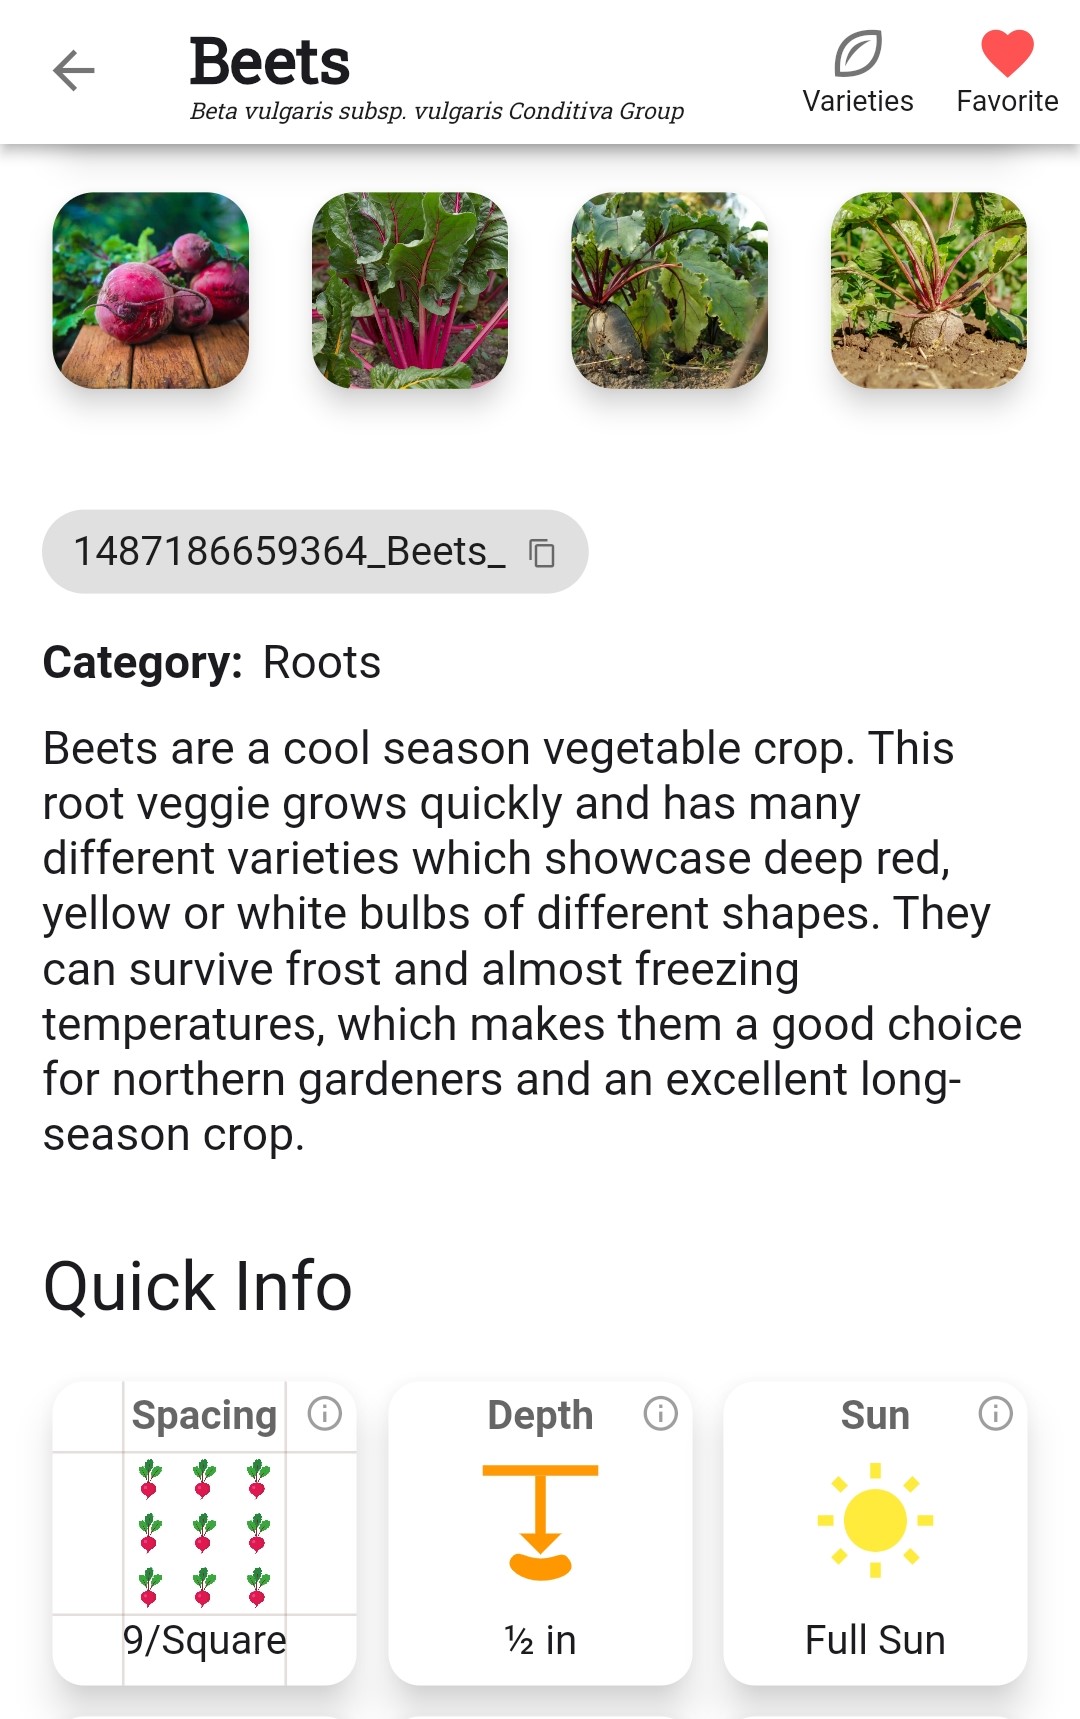 Beets
Beta vulgaris subsp. vulgaris Conditiva Group
Varieties
Favorite
1487186659364_Beets_
Category: Roots
Beets are a cool season vegetable crop. This
root veggie grows quickly and has many
different varieties which showcase deep red,
yellow or white bulbs of different shapes. They
can survive frost and almost freezing
temperatures, which makes them a good choice
for northern gardeners and an excellent long-
season crop.
Quick Info
Spacing
9/Square
Depth
½ in
Sun
Full Sun